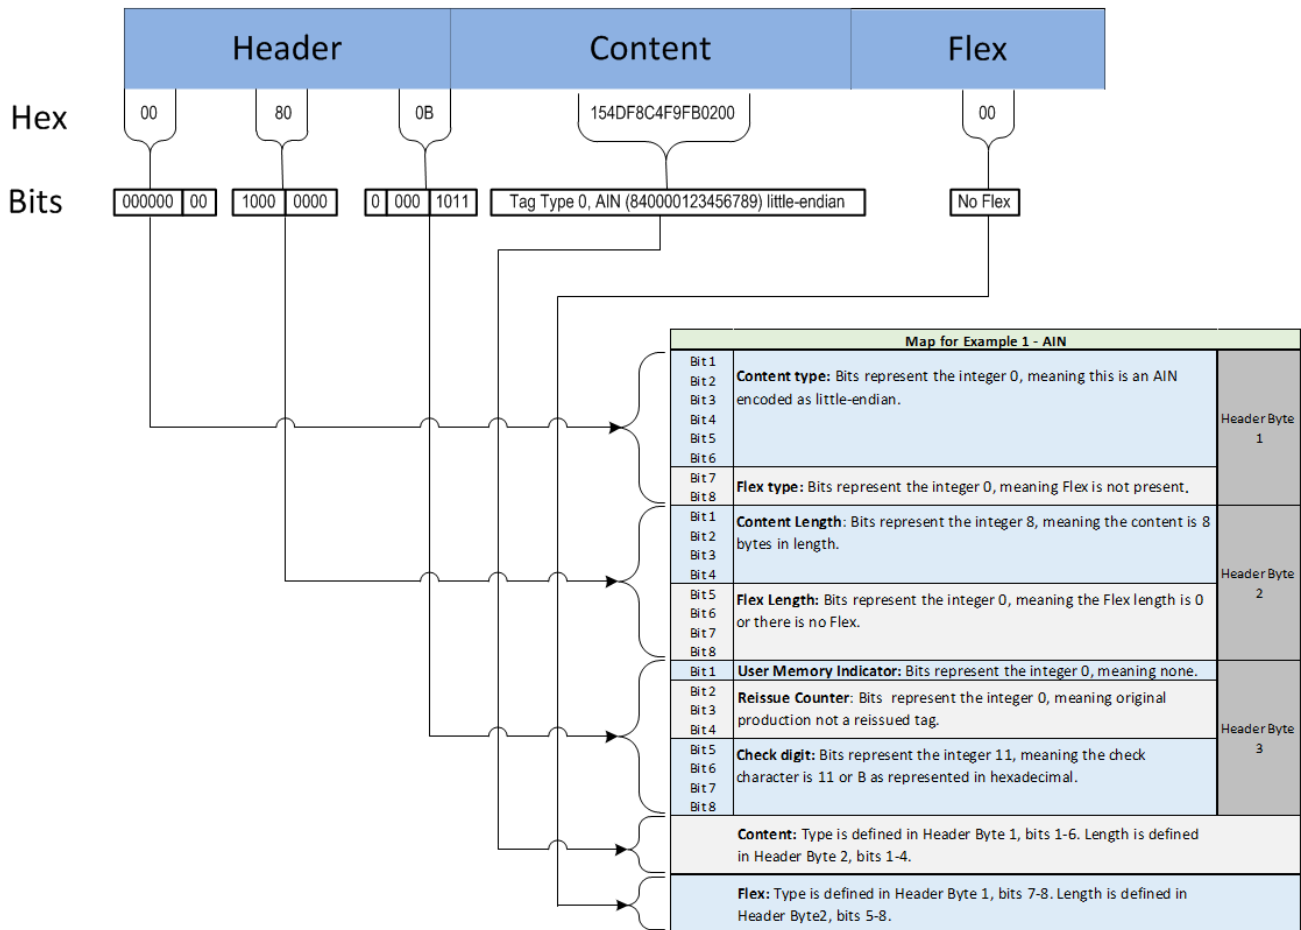 Header Content Flex
Hex 00 80 0B 154DF8C4F9FB0200 00
Bits 000000 00 1000 0000 0 000 1011 Tag Type 0, AIN (840000123456789) little-endian No Flex
Map for Example 1 - AIN
Bit 1
Bit 2
Bit 3
Bit 4
Bit 5
Bit 6
Content type: Bits represent the integer 0, meaning this is an AIN
encoded as little-endian.
Bit 7
Bit 8
Flex type: Bits represent the integer 0, meaning Flex is not present.
Header Byte
1
Bit 1
Bit 2
Bit 3
Bit 4
Content Length: Bits represent the integer 8, meaning the content is 8
bytes in length.
Bit 5
Bit 6
Bit 7
Bit 8
Flex Length: Bits represent the integer 0, meaning the Flex length is 0
or there is no Flex.
Header Byte
2
Bit 1
User Memory Indicator: Bits represent the integer 0, meaning none.
Bit 2
Bit 3
Bit 4
Reissue Counter: Bits represent the integer 0, meaning original
production not a reissued tag.
Bit 5
Bit 6
Bit 7
Bit 8
Check digit: Bits represent the integer 11, meaning the check
character is 11 or B as represented in hexadecimal.
Header Byte
3
Content: Type is defined in Header Byte 1, bits 1-6. Length is defined
in Header Byte 2, bits 1-4.
Flex: Type is defined in Header Byte 1, bits 7-8. Length is defined in
Header Byte2, bits 5-8.